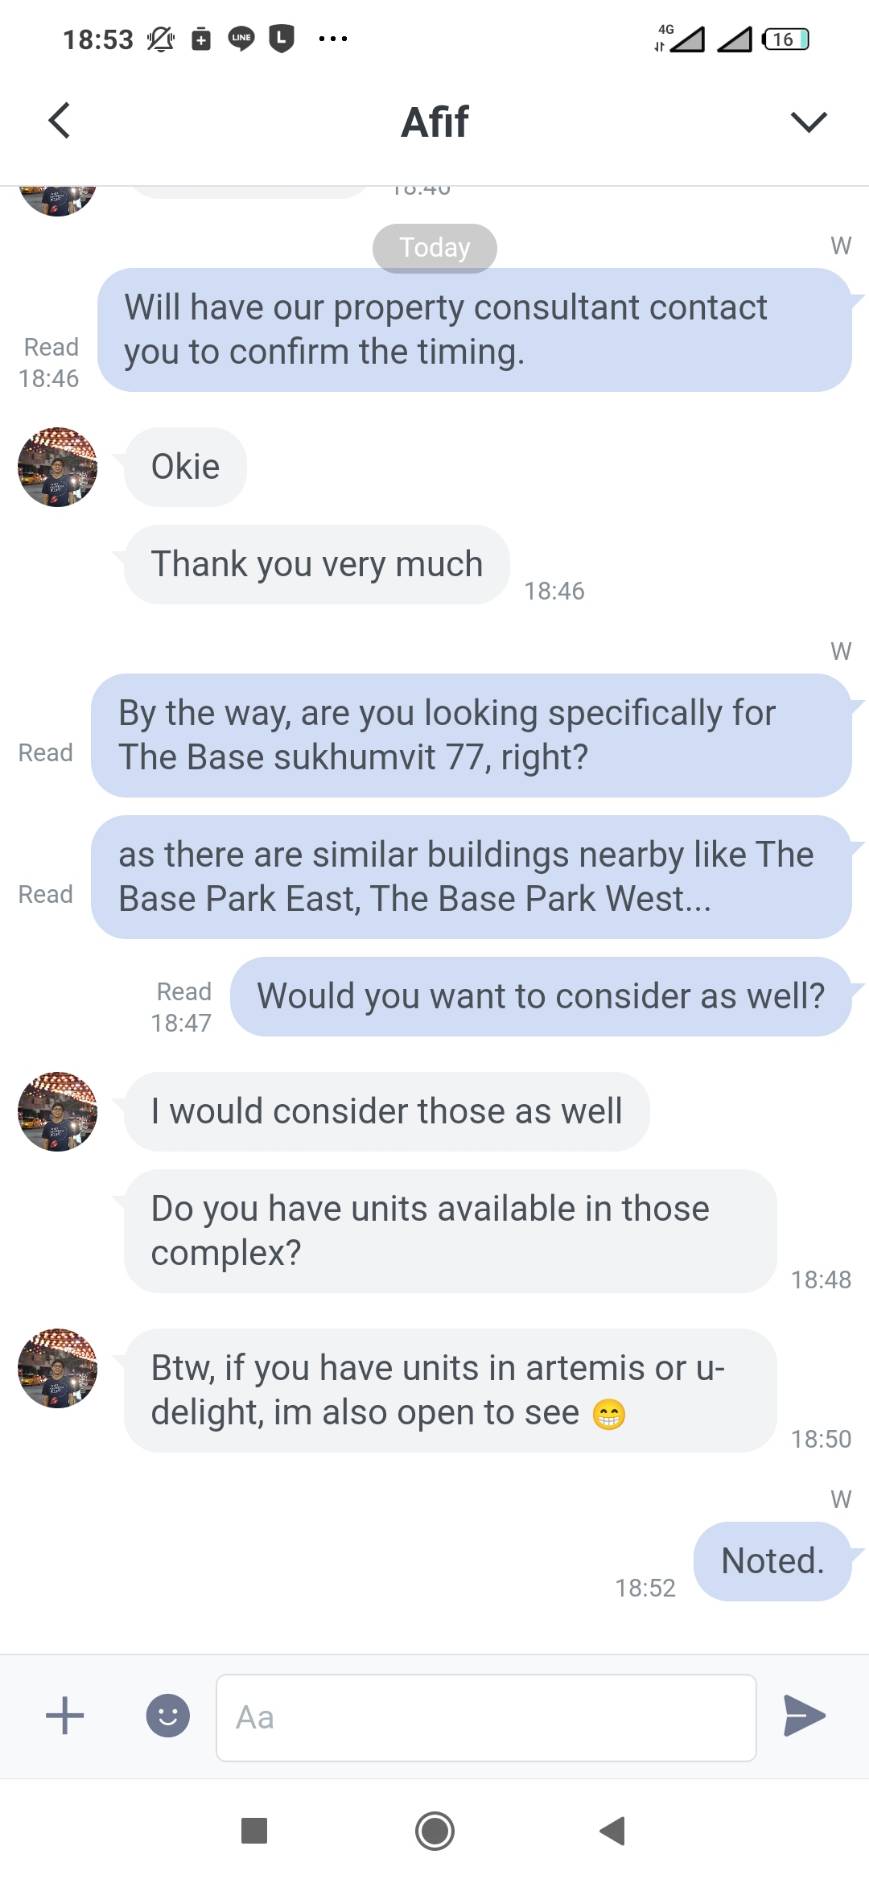 18:53
LINE
L
4G
16
Afif
18:46
Today
W
Will have our property consultant contact
you to confirm the timing.
Read
18:46
Okie
Thank you very much
18:46
W
By the way, are you looking specifically for
The Base sukhumvit 77, right?
Read
as there are similar buildings nearby like The
Base Park East, The Base Park West...
Read
Would you want to consider as well?
Read
18:47
I would consider those as well
Do you have units available in those
complex?
18:48
Btw, if you have units in artemis or u-
delight, im also open to see 😁
18:50
W
Noted.
18:52
Aa